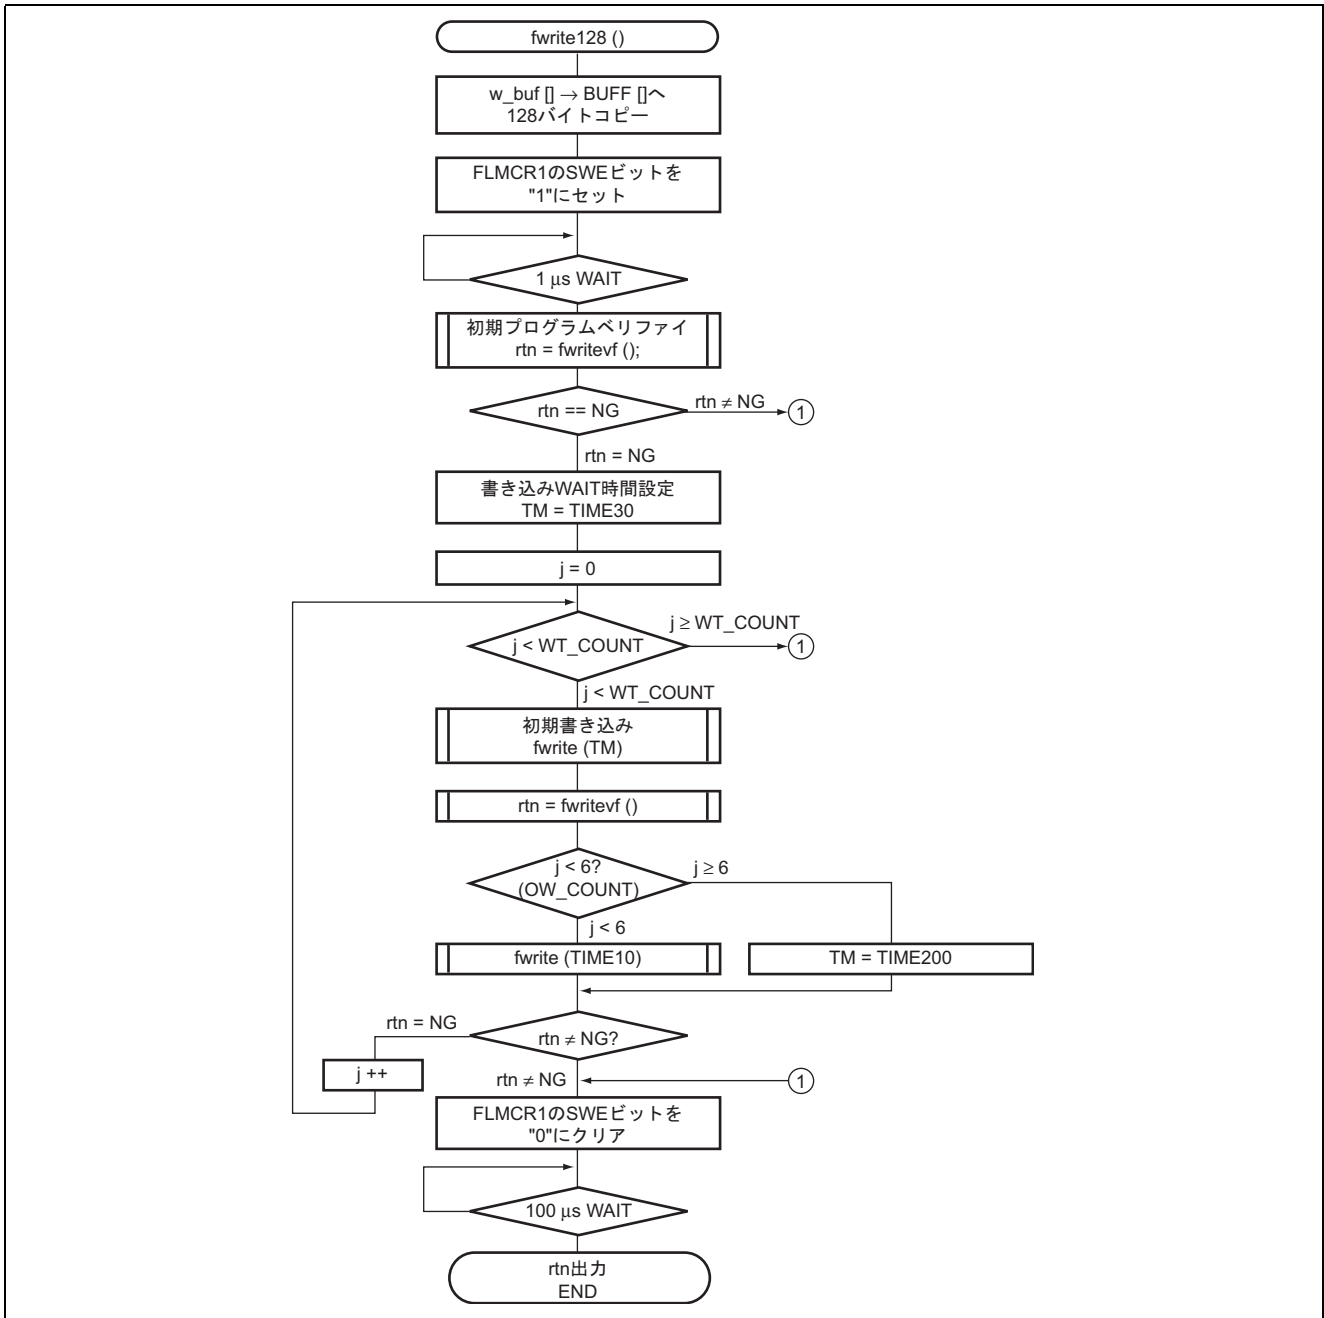 fwrite128 ()
w_buf [] → BUFF []へ
128バイトコピー
FLMCR1のSWEビットを
"1"にセット
1 μs WAIT
初期プログラムベリファイ
rtn = fwritevf ();
rtn == NG
rtn ≠ NG
1
rtn = NG
書き込みWAIT時間設定
TM = TIME30
j = 0
j ≥ WT_COUNT
j < WT_COUNT
1
j < WT_COUNT
初期書き込み
fwrite (TM)
rtn = fwritevf ()
j < 6?
(OW_COUNT)
j ≥ 6
j < 6
fwrite (TIME10)
TM = TIME200
rtn = NG
rtn ≠ NG?
j ++
rtn ≠ NG
1
FLMCR1のSWEビットを
"0"にクリア
100 μs WAIT
rtn出力
END